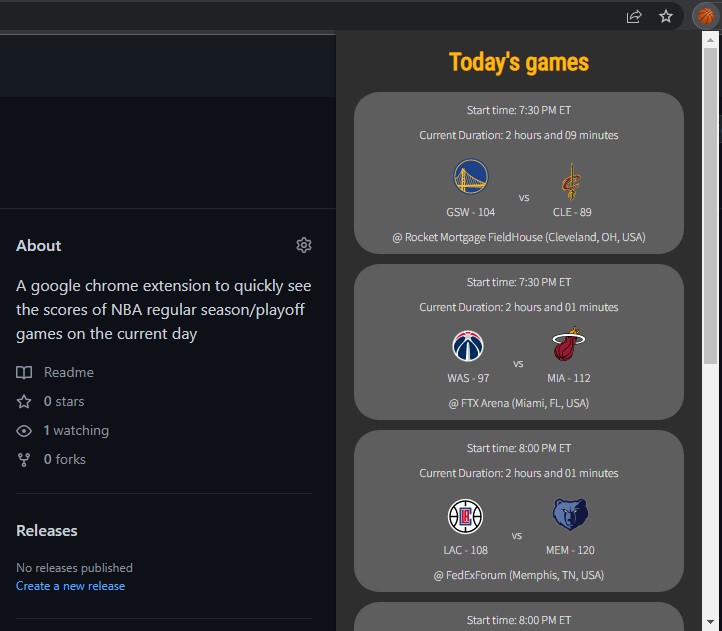 About
A google chrome extension to quickly see
the scores of NBA regular season/playoff
games on the current day
Readme
0 stars
1 watching
0 forks
Releases
No releases published
Create a new release
Today's games
Start time: 7:30 PM ET
Current Duration: 2 hours and 09 minutes
vs
GSW - 104 CLE - 89
@ Rocket Mortgage FieldHouse (Cleveland, OH, USA)
Start time: 7:30 PM ET
Current Duration: 2 hours and 01 minutes
vs
WAS - 97 MIA - 112
@ FTX Arena (Miami, FL, USA)
Start time: 8:00 PM ET
Current Duration: 2 hours and 01 minutes
vs
LAC - 108 MEM - 120
@ FedExForum (Memphis, TN, USA)
Start time: 8:00 PM ET